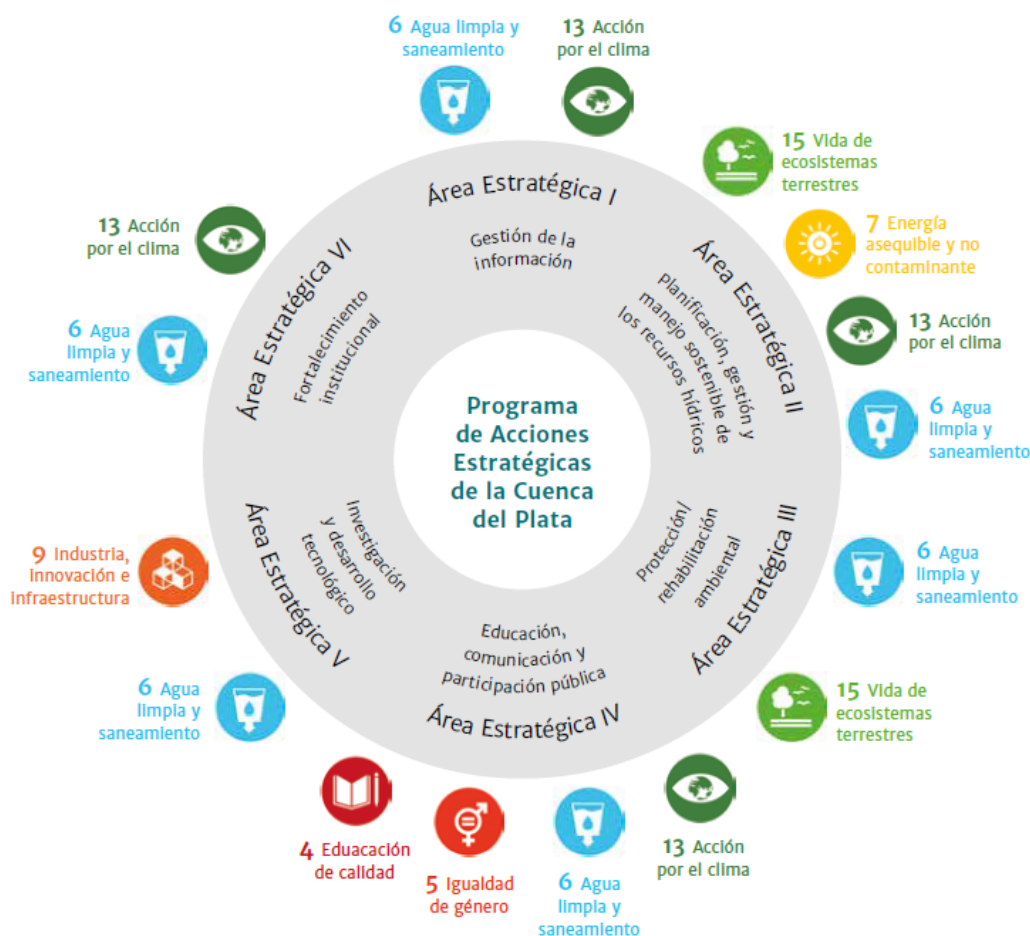 6 Agua limpia y
saneamiento
13 Acción
por el clima
15 Vida de
ecosistemas
terrestres
7 Energía
asequible y no
contaminante
13 Acción
por el clima
6 Agua
limpia y
saneamiento
6 Agua
limpia y
saneamiento
15 Vida de
ecosistemas
terrestres
13 Acción
por el clima
6 Agua
limpia y
saneamiento
5 Igualdad
de género
4 Eduacación
de calidad
6 Agua
limpia y
saneamiento
9 Industria,
Innovación e
infraestructura
6 Agua
limpia y
saneamiento
13 Acción
por el clima
Área Estratégica I
Gestión de la
información
Área Estratégica II
planificación, gestión y
manejo sostenible de
los recursos hídricos
Área Estratégica III
Protección/
rehabilitación
ambiental
Área Estratégica IV
Educación,
comunicación y
participación pública
Área Estratégica V
Investigación
y desarrollo
tecnológico
Área Estratégica VI
Fortalecimiento
institucional
Programa
de Acciones
Estratégicas
de la Cuenca
del Plata